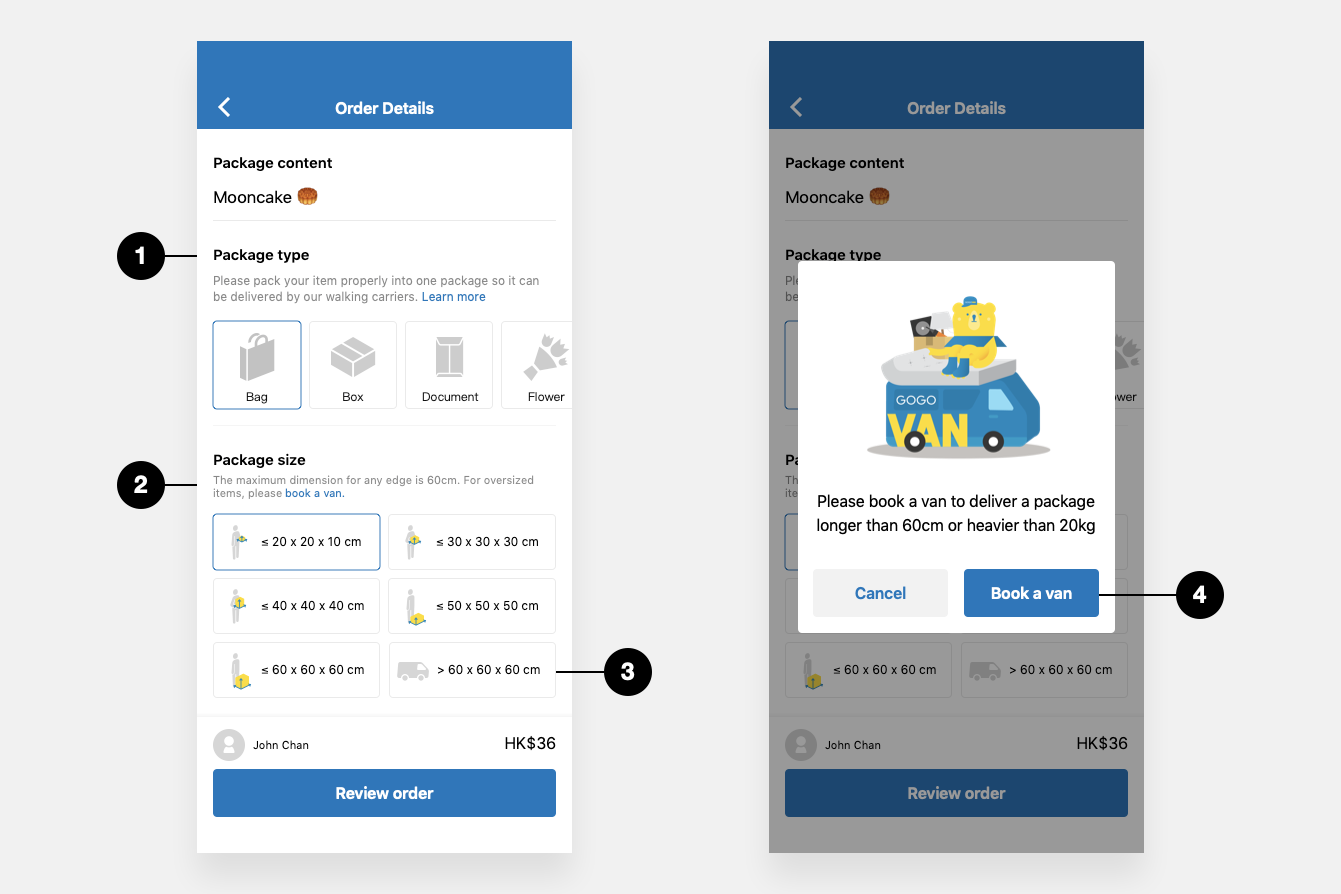 Order Details
Package content
Mooncake
1
Package type
Please pack your item properly into one package so it can
be delivered by our walking carriers. Learn more
Bag
Box
Document
Flower
Package size
2
The maximum dimension for any edge is 60cm. For oversized
items, please book a van.
≤ 20 x 20 x 10 cm
≤ 30 x 30 x 30 cm
≤ 40 x 40 x 40 cm
≤ 50 x 50 x 50 cm
≤ 60 x 60 x 60 cm
> 60 x 60 x 60 cm
3
John Chan
HK$36
Review order
Order Details
Package content
Mooncake
Package type
Ple
be
wer
GOGO
VAN
Pa
Th
ite
Please book a van to deliver a package
longer than 60cm or heavier than 20kg
Cancel
Book a van
4
≤ 60 x 60 x 60 cm
> 60 x 60 x 60 cm
John Chan
HK$36
Review order